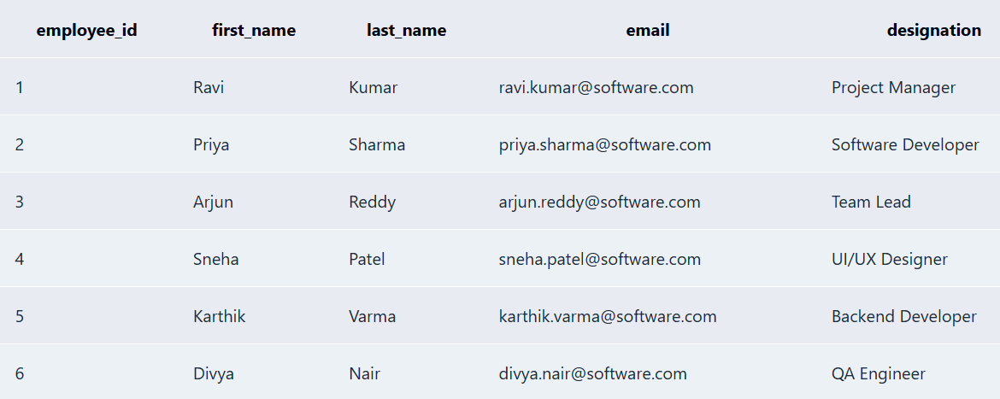 employee_id first_name last_name email designation
1 Ravi Kumar ravi.kumar@software.com Project Manager
2 Priya Sharma priya.sharma@software.com Software Developer
3 Arjun Reddy arjun.reddy@software.com Team Lead
4 Sneha Patel sneha.patel@software.com UI/UX Designer
5 Karthik Varma karthik.varma@software.com Backend Developer
6 Divya Nair divya.nair@software.com QA Engineer